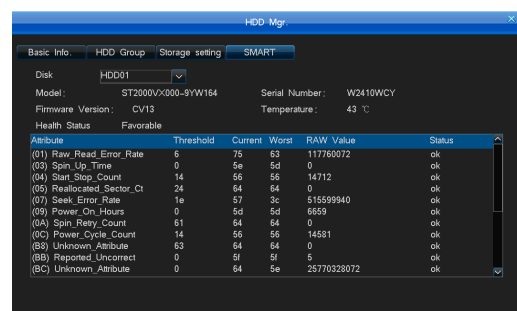 HDD Mgr.
Basic Info. HDD Group Storage setting SMART
Disk HDD01
Model: ST2000VX000-9YW164 Serial Number: W2410WCY
Firmware Version: CV13 Temperature: 43 ℃
Health Status Favorable
Attribute Threshold Current Worst RAW Value Status
(01) Raw_Read_Error_Rate 6 75 63 117760072 ok
(03) Spin_Up_Time 0 5e 5d 0 ok
(04) Start_Stop_Count 14 56 56 14712 ok
(05) Reallocated_Sector_Ct 24 64 64 0 ok
(07) Seek_Error_Rate 1e 57 3c 515599940 ok
(09) Power_On_Hours 0 5d 5d 6659 ok
(0A) Spin_Retry_Count 61 64 64 0 ok
(0C) Power_Cycle_Count 14 56 56 14581 ok
(B8) Unknown_Attribute 63 64 64 0 ok
(BB) Reported_Uncorrect 0 5f 5f 5 ok
(BC) Unknown_Attribute 0 64 5e 25770328072 ok